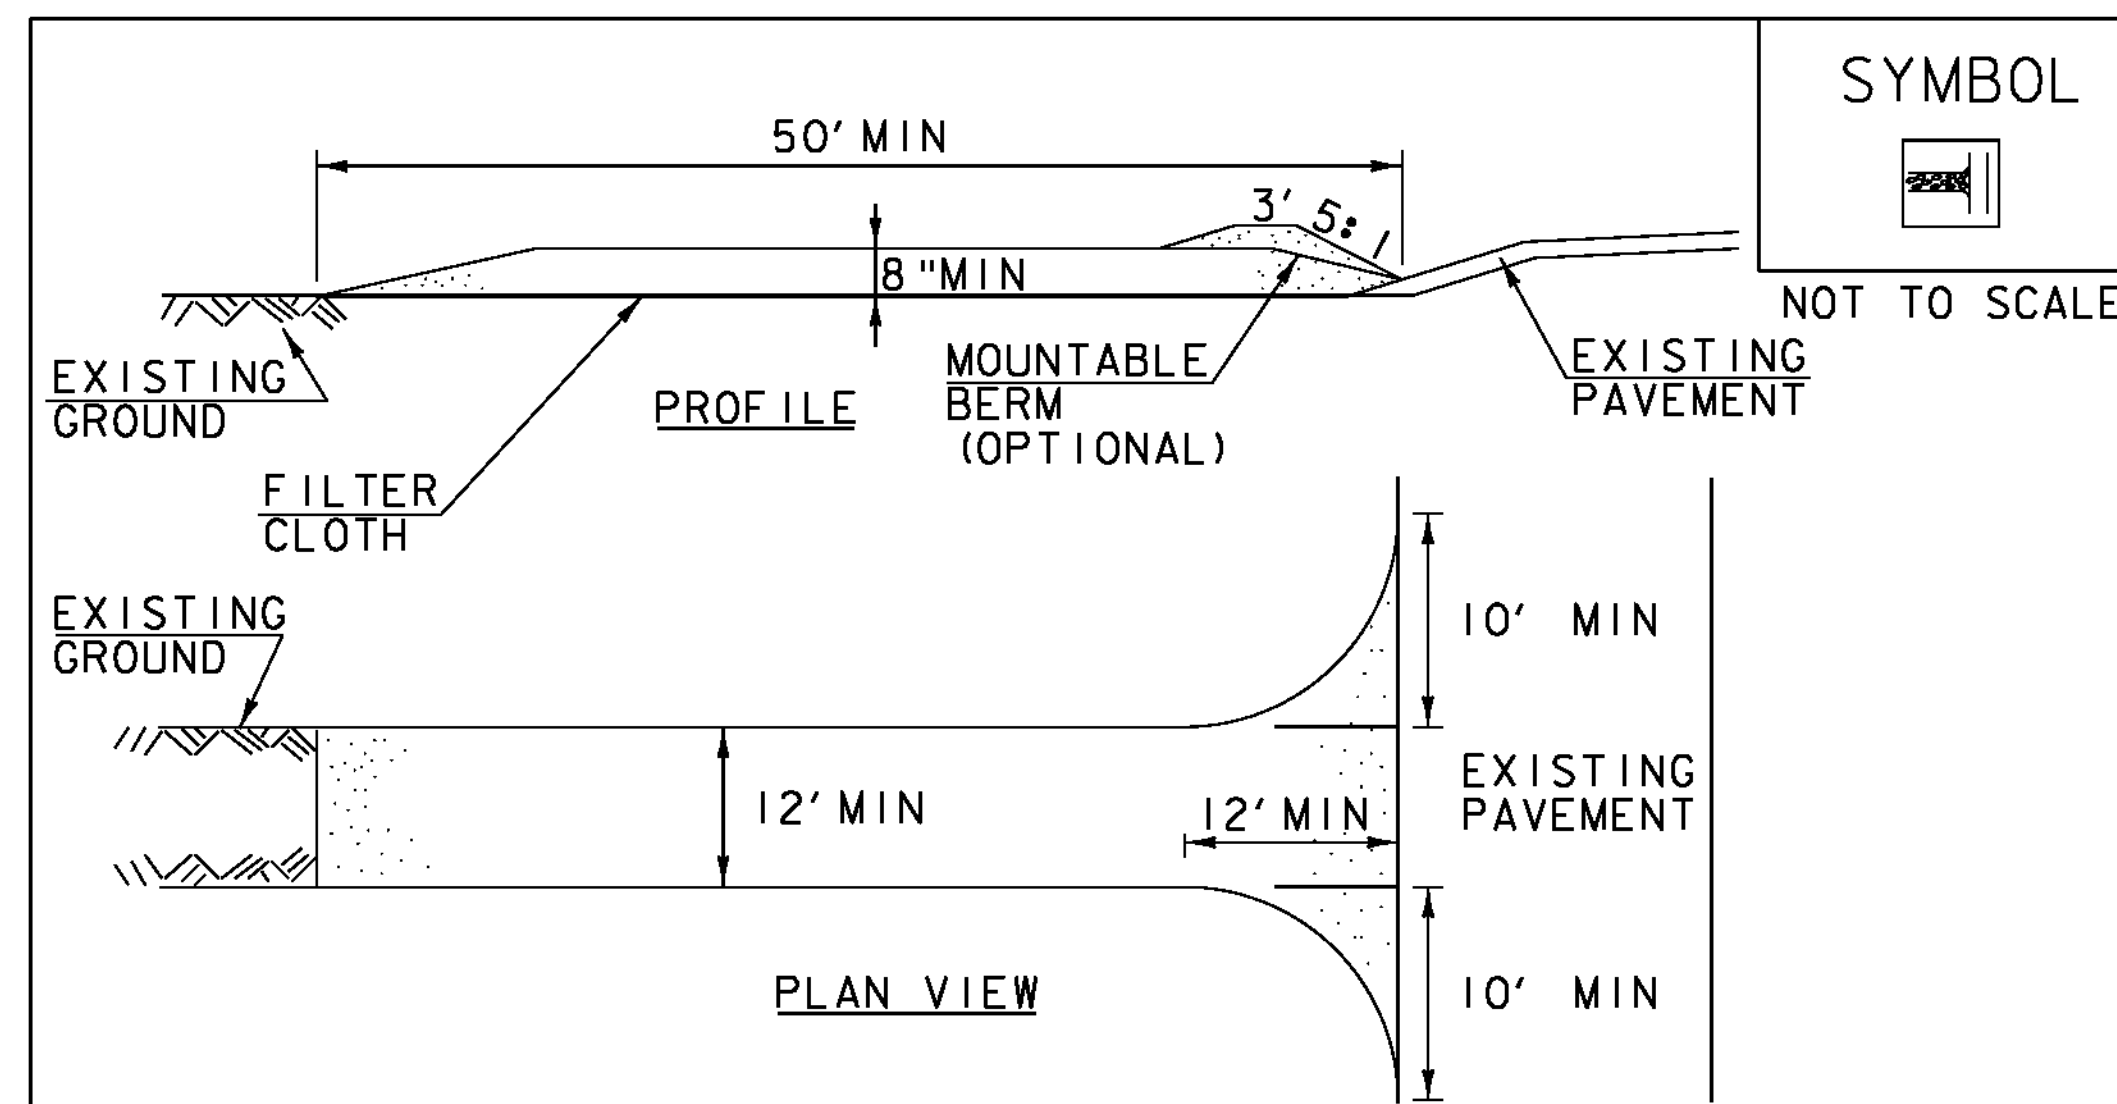 SYMBOL
50' MIN
3' 5:1
8" MIN
NOT TO SCALE
EXISTING
GROUND
MOUNTABLE
BERM
(OPTIONAL)
EXISTING
PAVEMENT
PROFILE
FILTER
CLOTH
EXISTING
GROUND
10' MIN
12' MIN
12' MIN
EXISTING
PAVEMENT
10' MIN
PLAN VIEW